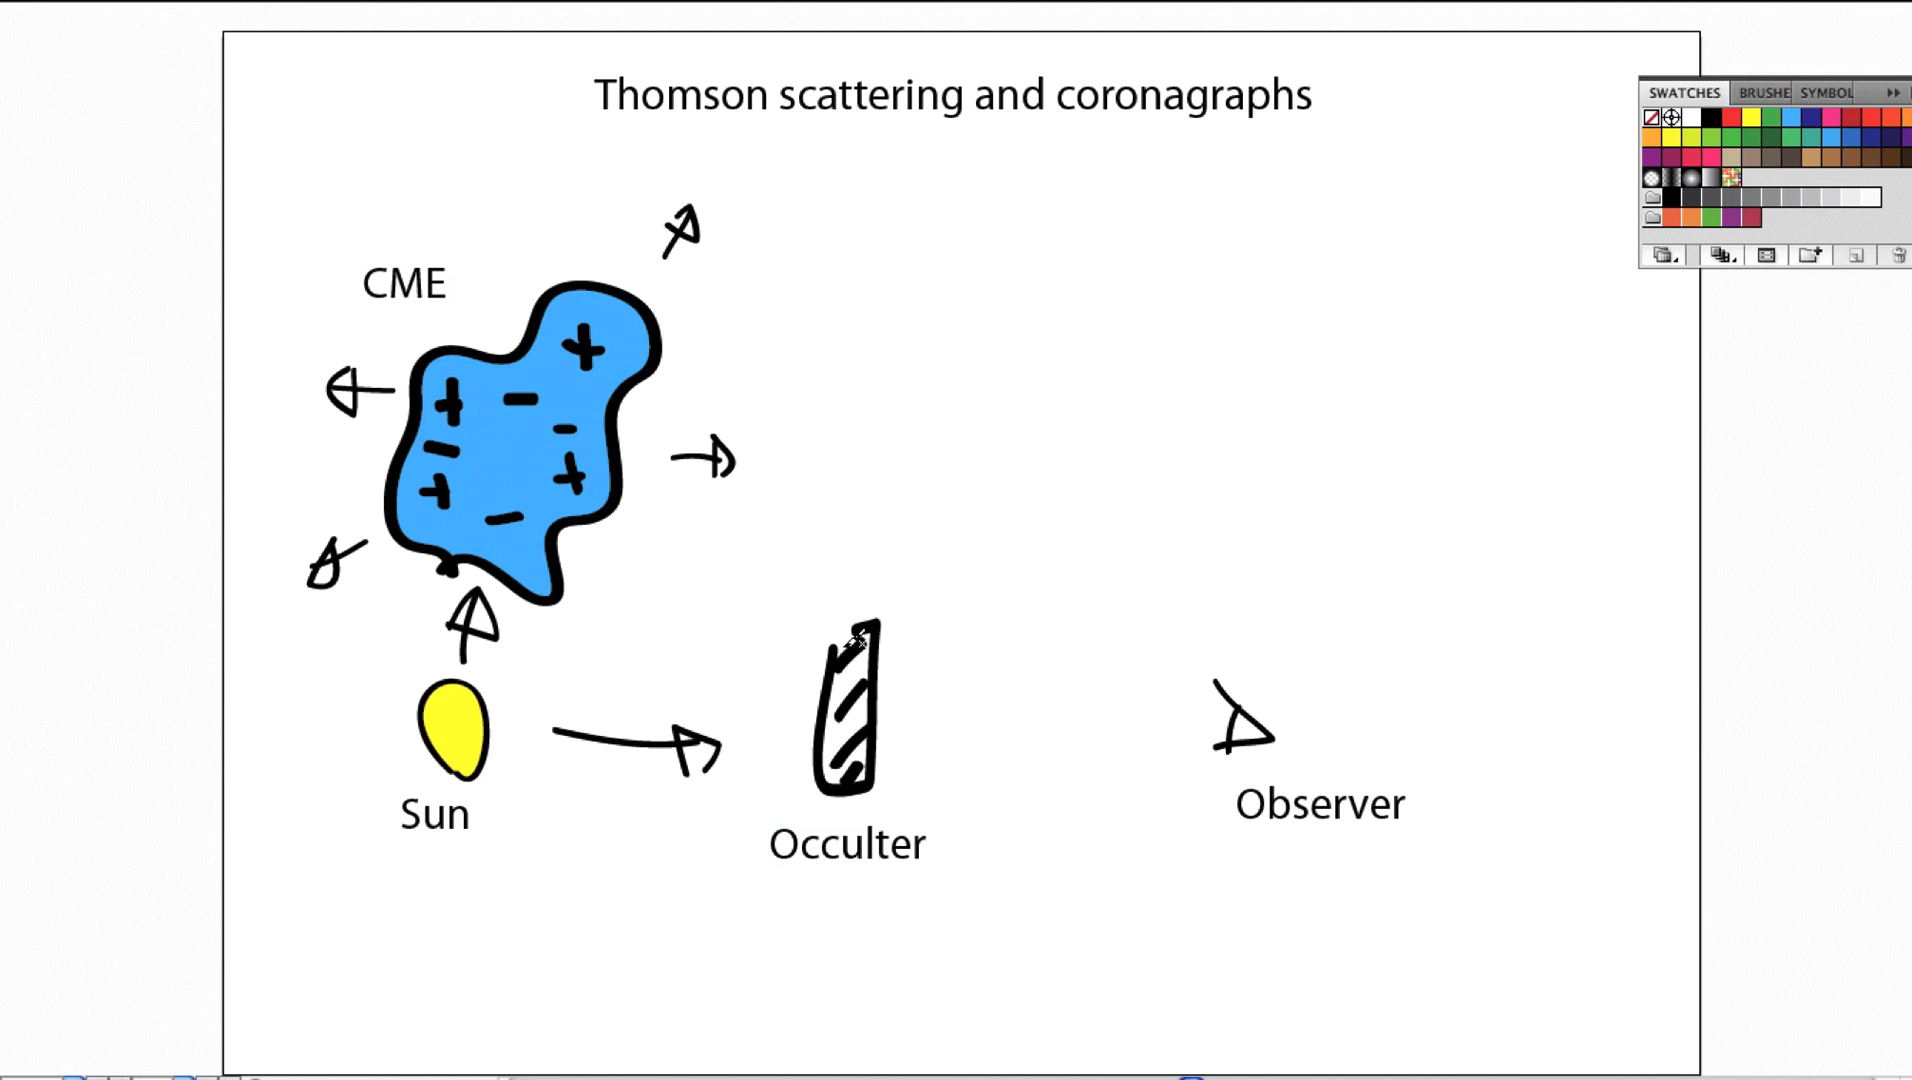 Thomson scattering and coronagraphs
SWATCHES BRUSHE SYMBOL
CME
+
+ -
- -
+ +
-
Sun
Occulter
Observer